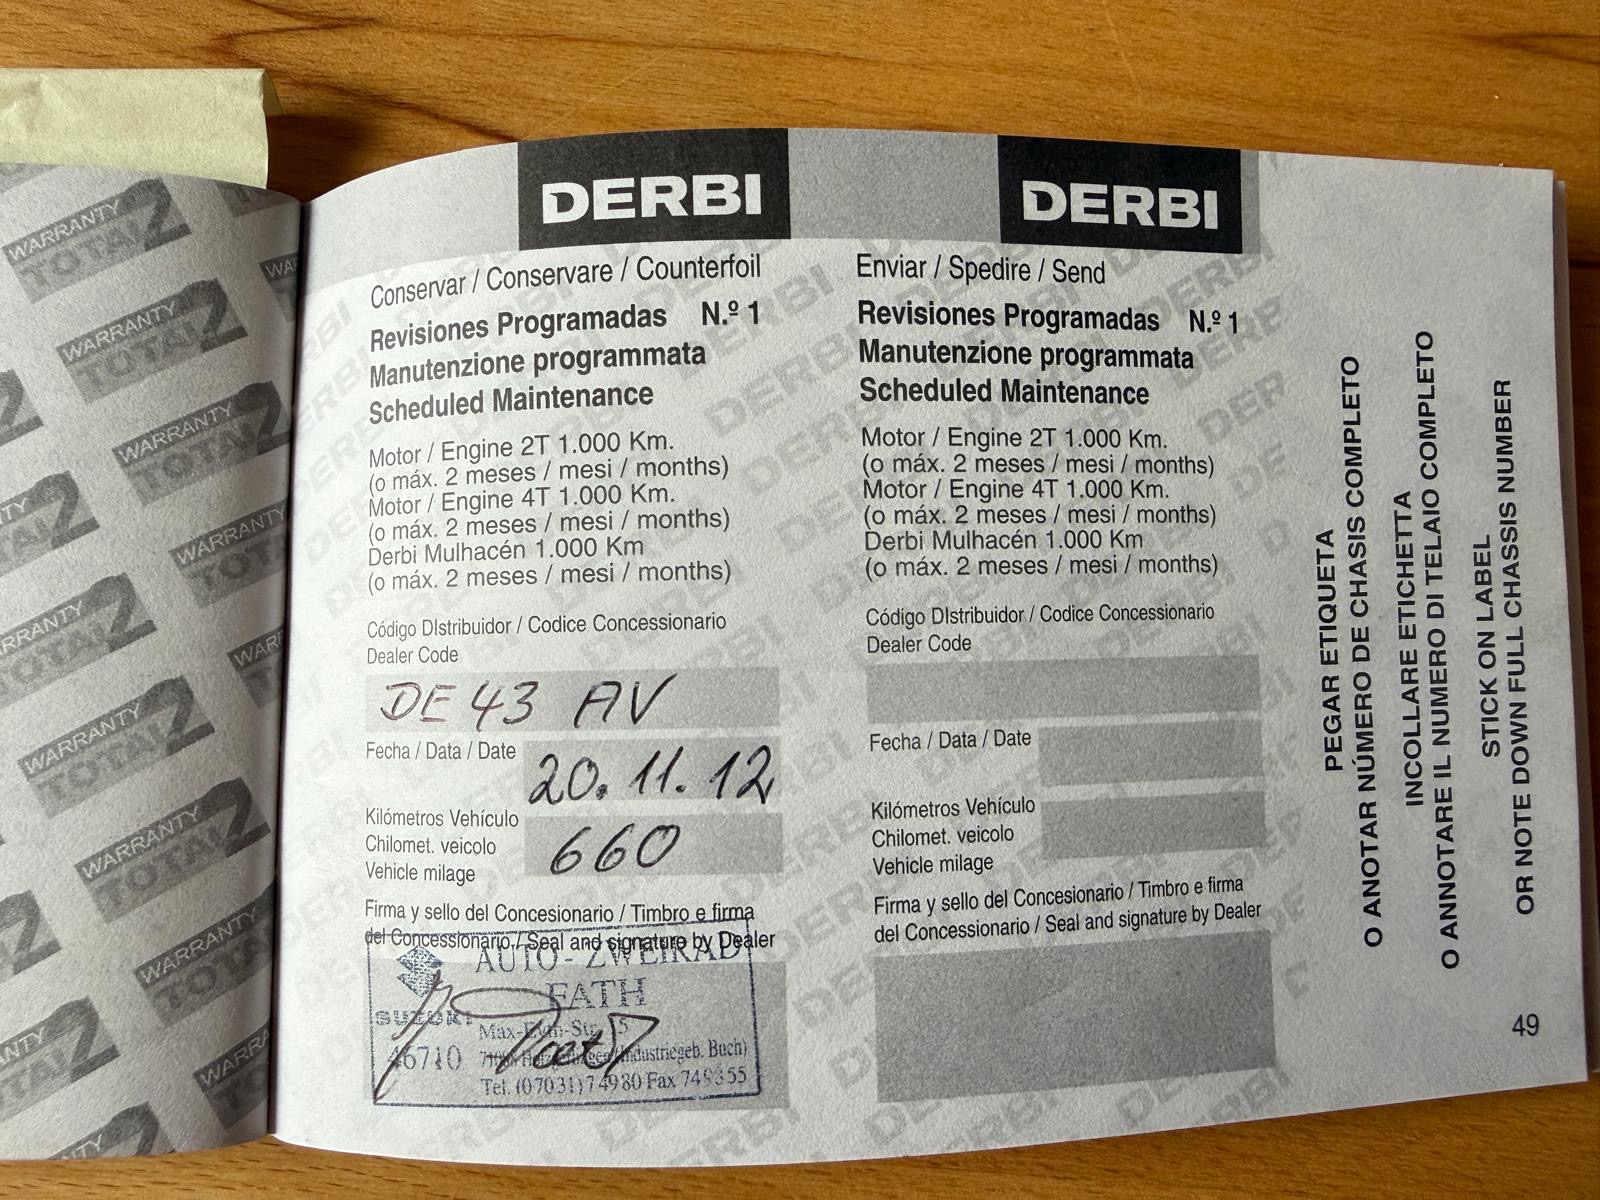 DERBI
Conservar / Conservare / Counterfoil
Revisiones Programadas N.º 1
Manutenzione programmata
Scheduled Maintenance
Motor / Engine 2T 1.000 Km.
(o máx. 2 meses / mesi / months)
Motor / Engine 4T 1.000 Km.
(o máx. 2 meses / mesi / months)
Derbi Mulhacén 1.000 Km
(o máx. 2 meses / mesi / months)
Código DIstribuidor / Codice Concessionario
Dealer Code
DE 43 AV
Fecha / Data / Date
20.11.12
Kilómetros Vehículo
Chilomet. veicolo
Vehicle milage
660
Firma y sello del Concesionario / Timbro e firma
del Concessionario / Seal and signature by Dealer
AUTO-ZWEIRAD
FATH
SUZUKI
Max-Eyth-Str.
46710
(Industriegeb. Buch)
Tel. (07031) 74980 Fax 749355
DERBI
Enviar / Spedire / Send
Revisiones Programadas N.º 1
Manutenzione programmata
Scheduled Maintenance
Motor / Engine 2T 1.000 Km.
(o máx. 2 meses / mesi / months)
Motor / Engine 4T 1.000 Km.
(o máx. 2 meses / mesi / months)
Derbi Mulhacén 1.000 Km
(o máx. 2 meses / mesi / months)
Código DIstribuidor / Codice Concessionario
Dealer Code
Fecha / Data / Date
Kilómetros Vehículo
Chilomet. veicolo
Vehicle milage
Firma y sello del Concesionario / Timbro e firma
del Concessionario / Seal and signature by Dealer
PEGAR ETIQUETA
O ANOTAR NÚMERO DE CHASIS COMPLETO
INCOLLARE ETICHETTA
O ANNOTARE IL NUMERO DI TELAIO COMPLETO
STICK ON LABEL
OR NOTE DOWN FULL CHASSIS NUMBER
49
WARRANTY
TOTAL 2